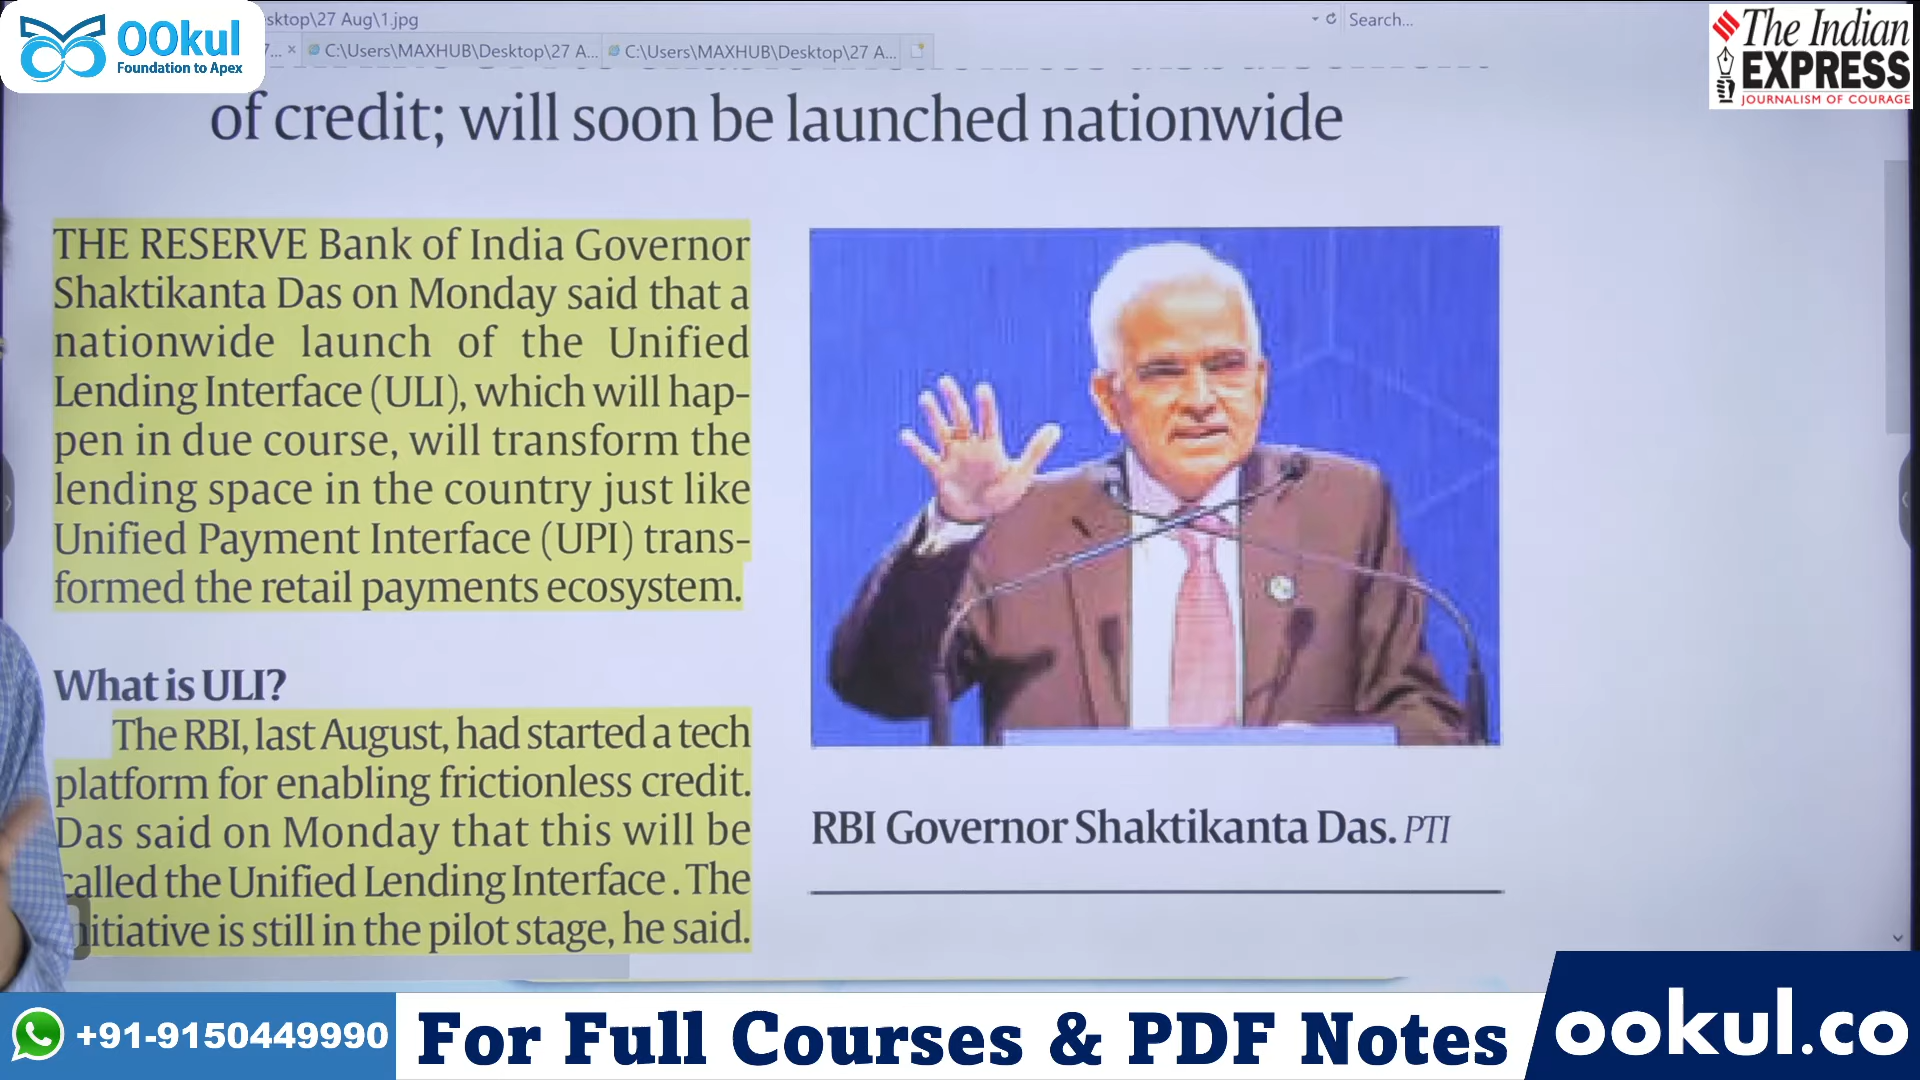 OOkul
Foundation to Apex
sktop\27 Aug\1.jpg
Search...
The Indian
EXPRESS
JOURNALISM OF COURAGE
7...
C:\Users\MAXHUB\Desktop\27 A...
C:\Users\MAXHUB\Desktop\27 A...
of credit; will soon be launched nationwide
THE RESERVE Bank of India Governor
Shaktikanta Das on Monday said that a
nationwide launch of the Unified
Lending Interface (ULI), which will hap-
pen in due course, will transform the
lending space in the country just like
Unified Payment Interface (UPI) trans-
formed the retail payments ecosystem.
What is ULI?
The RBI, last August, had started a tech
platform for enabling frictionless credit.
Das said on Monday that this will be
called the Unified Lending Interface . The
initiative is still in the pilot stage, he said.
RBI Governor Shaktikanta Das. PTI
+91-9150449990
For Full Courses & PDF Notes
ookul.co